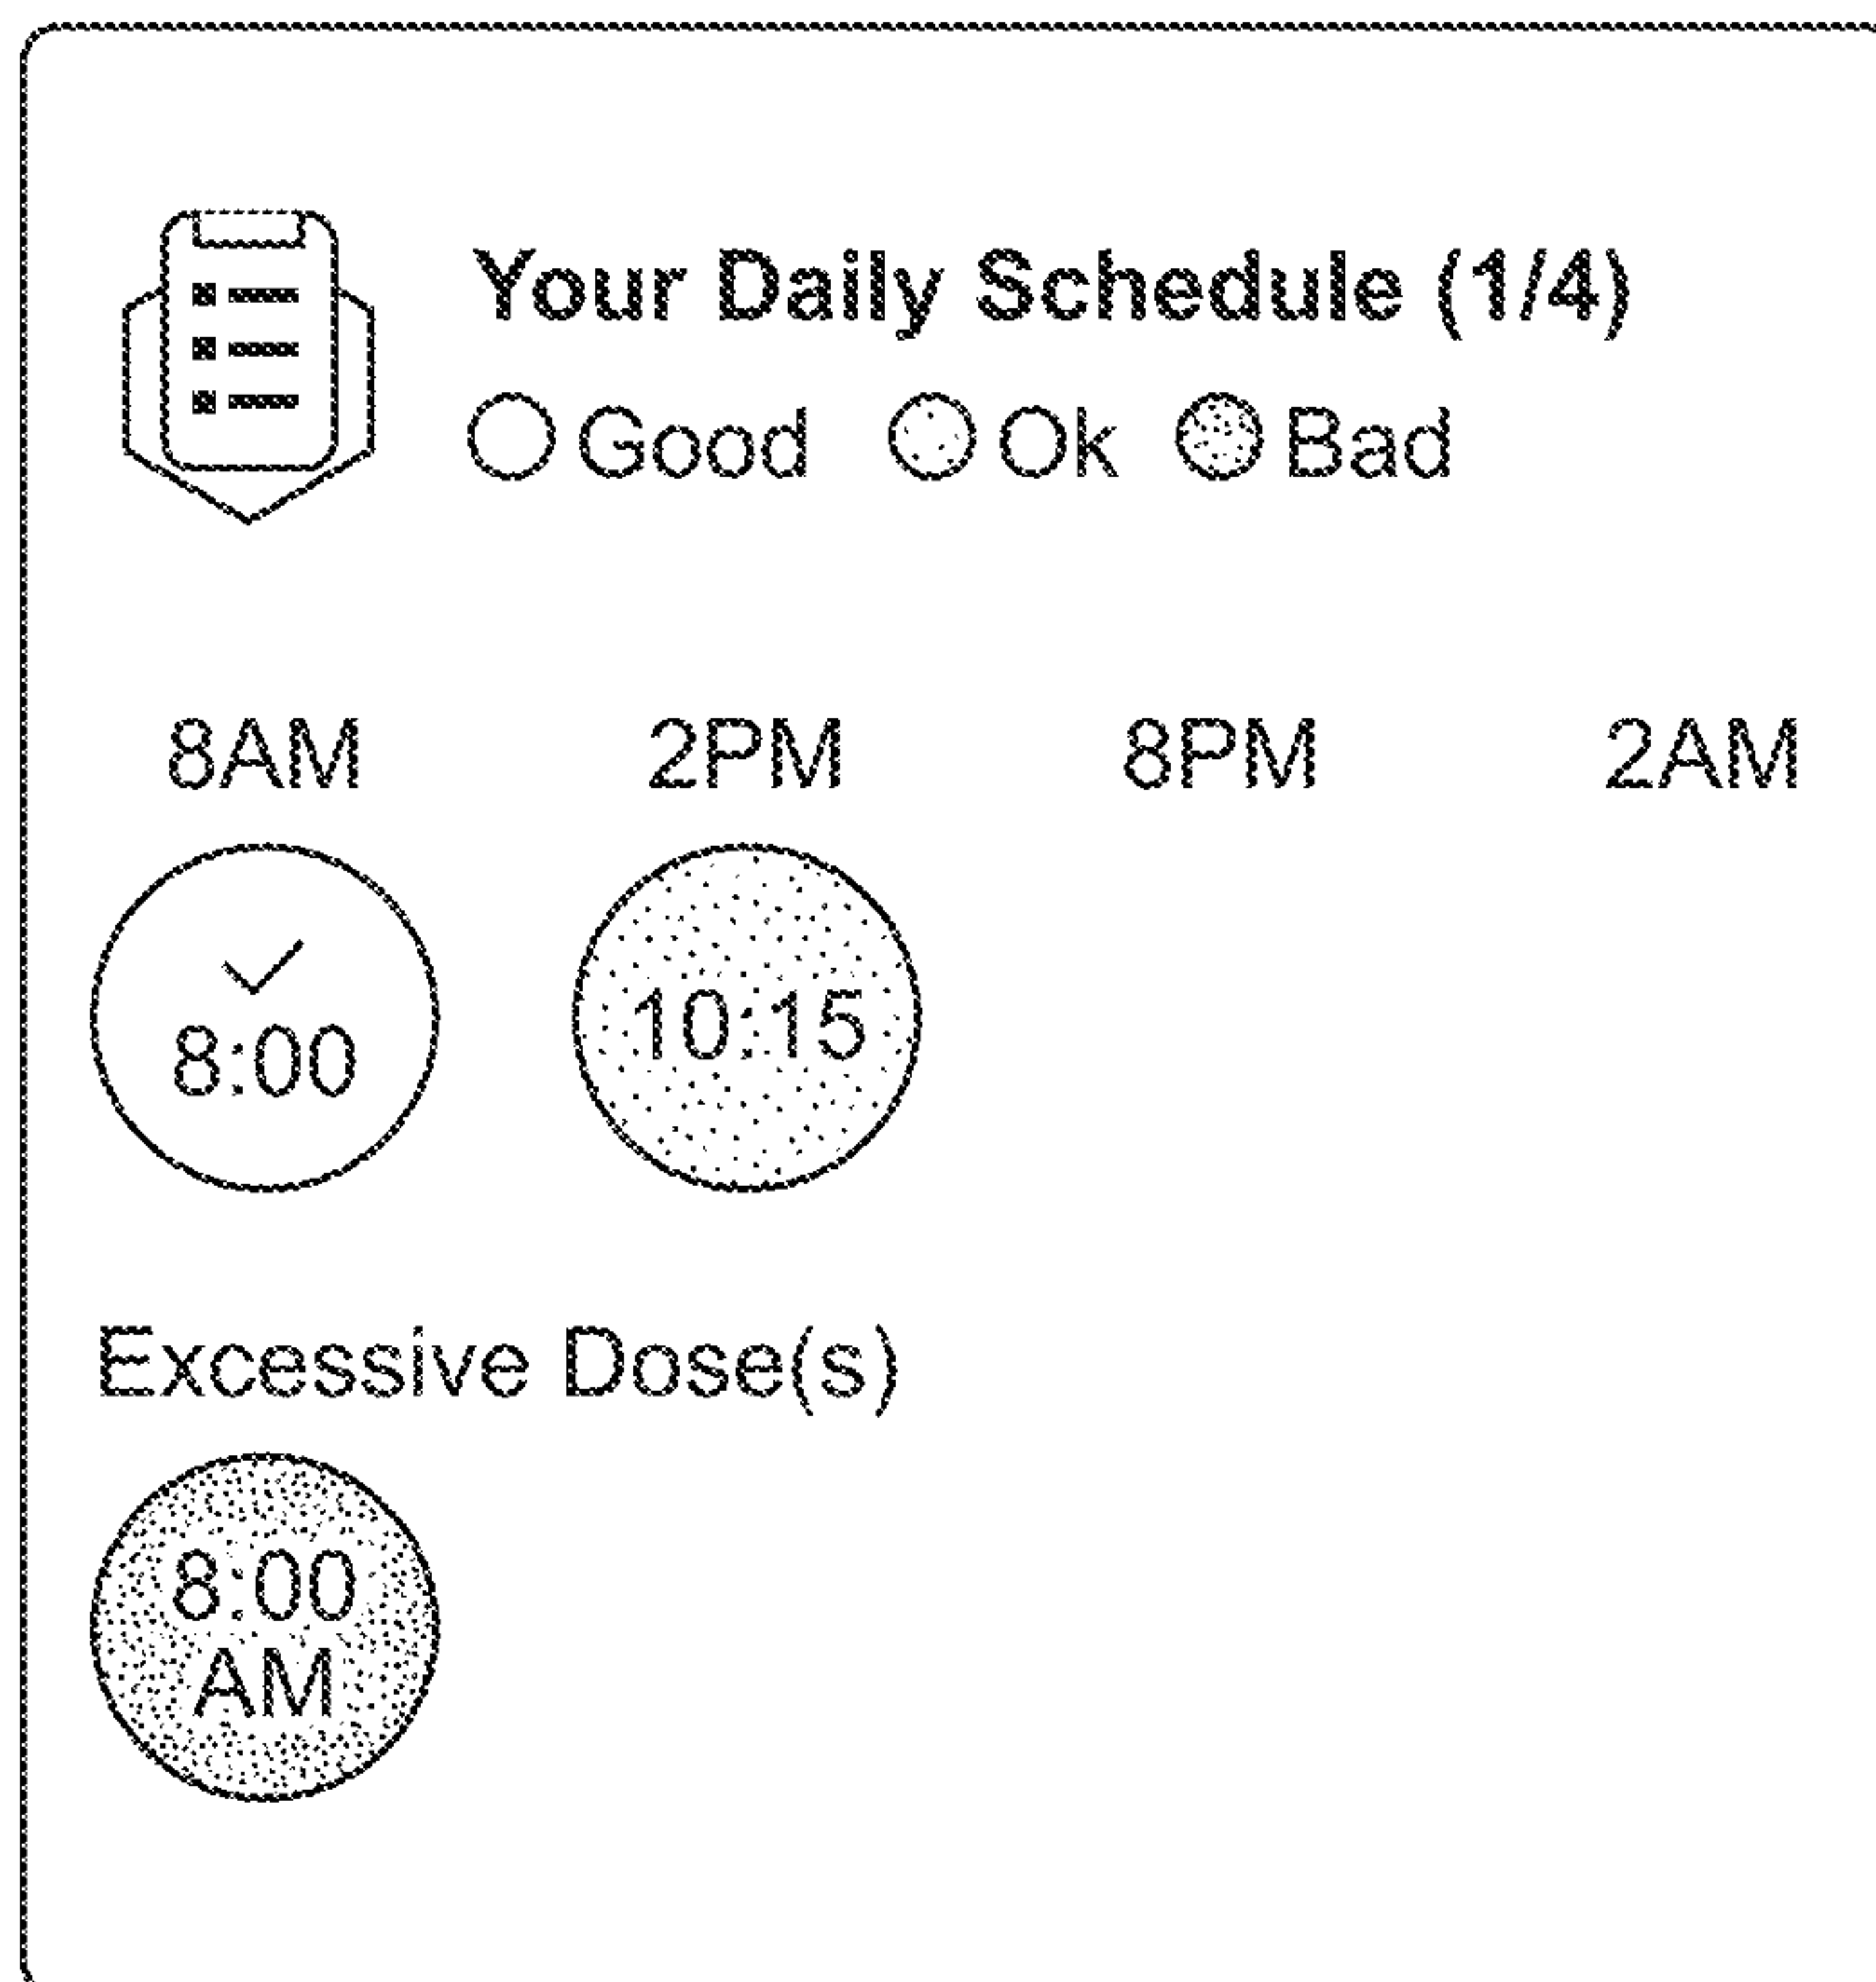 Your Daily Schedule (1/4)
Good Ok Bad
8AM 2PM 8PM 2AM
8:00 10:15
Excessive Dose(s)
8:00
AM